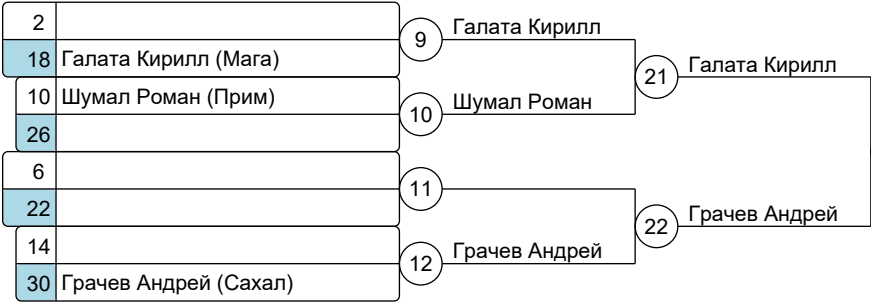 2
18 Галата Кирилл (Мага)
10 Шумал Роман (Прим)
26
6
22
14
30 Грачев Андрей (Сахал)
9 Галата Кирилл
10 Шумал Роман
11
12 Грачев Андрей
21 Галата Кирилл
22 Грачев Андрей